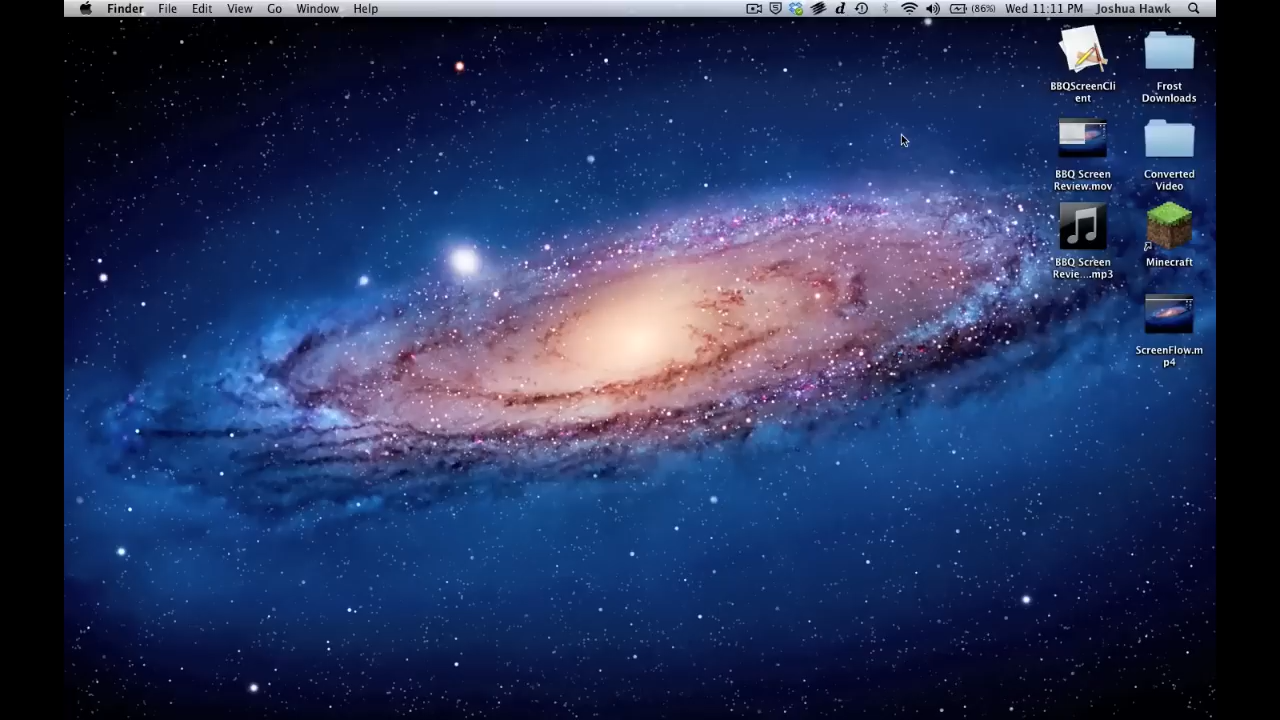 Finder File Edit View Go Window Help
d (86%) Wed 11:11 PM Joshua Hawk
BBQScreenCli
ent
Frost
Downloads
BBQ Screen
Review.mov
Converted
Video
BBQ Screen
Revie....mp3
Minecraft
ScreenFlow.m
p4